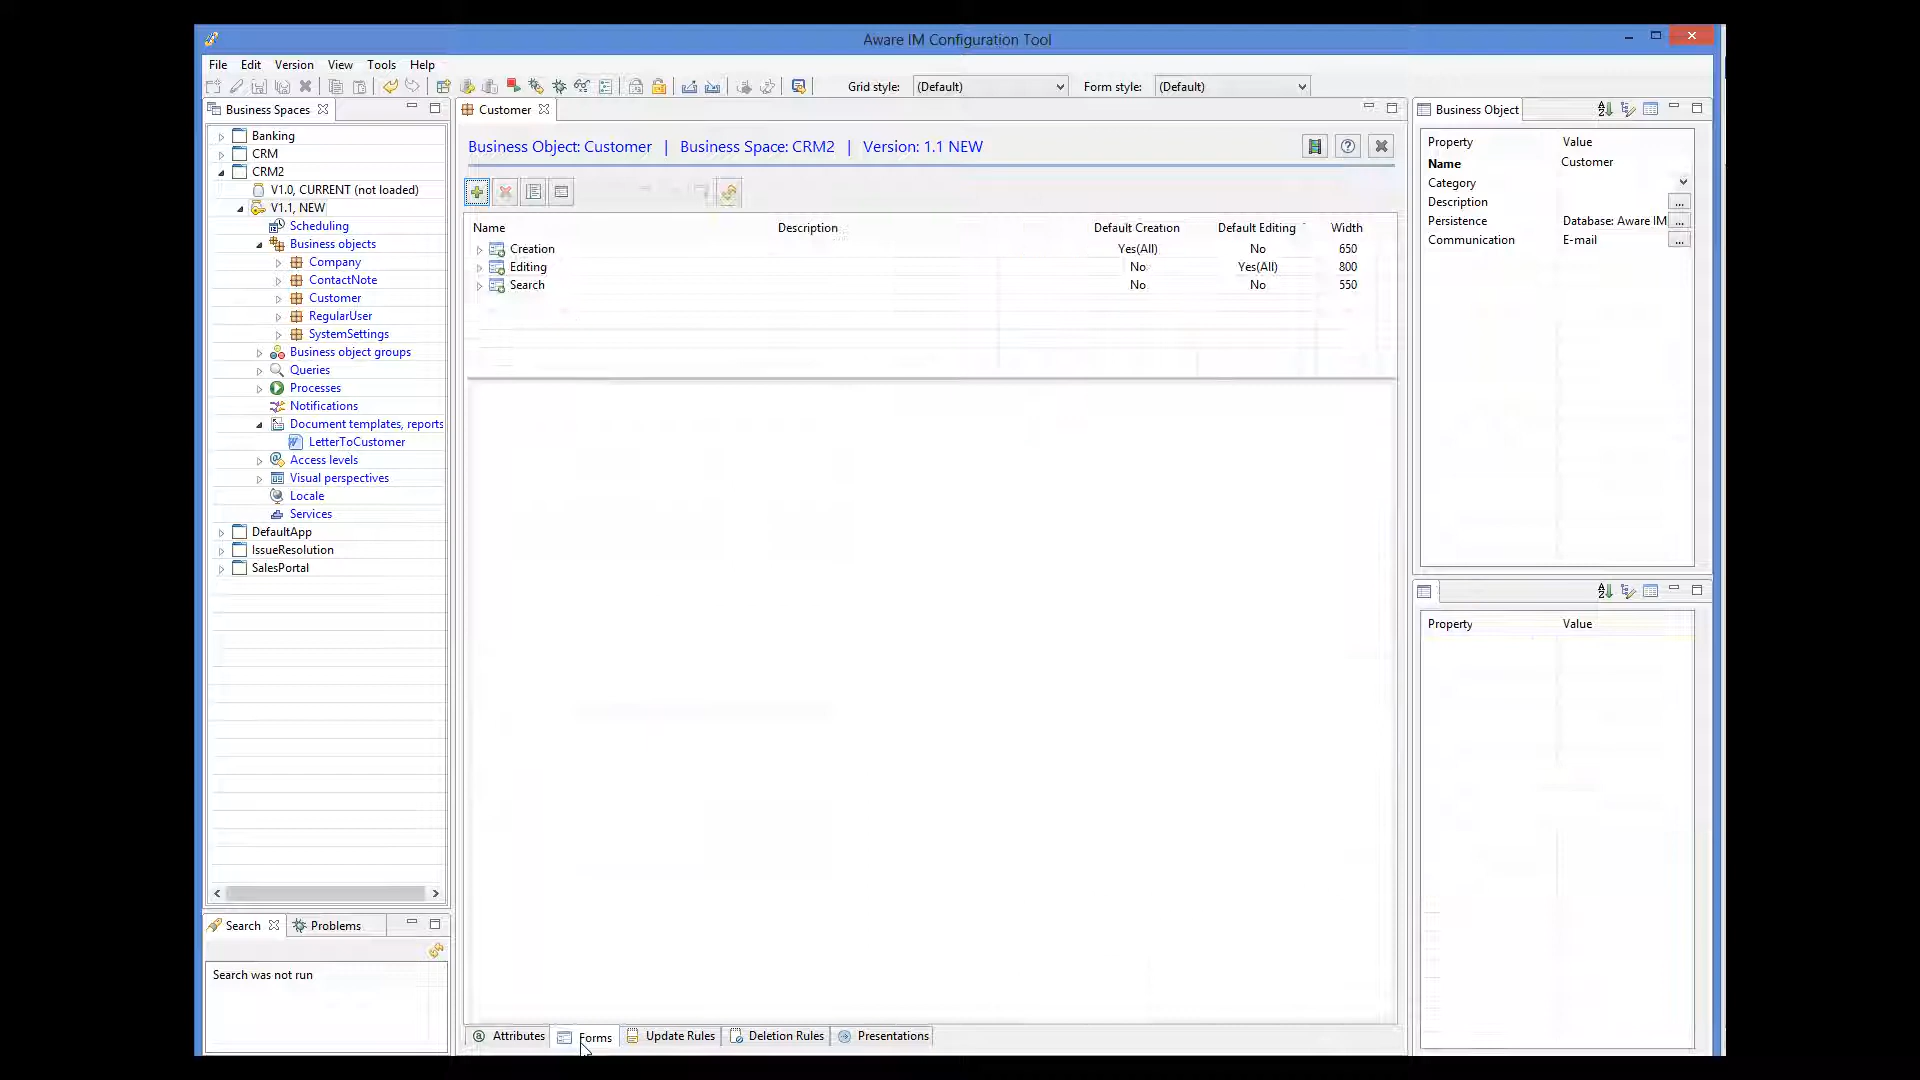 Aware IM Configuration Tool
File Edit Version View Tools Help
Grid style: (Default) Form style: (Default)
Business Spaces
Banking
CRM
CRM2
V1.0, CURRENT (not loaded)
V1.1, NEW
Scheduling
Business objects
Company
ContactNote
Customer
RegularUser
SystemSettings
Business object groups
Queries
Processes
Notifications
Document templates, reports
LetterToCustomer
Access levels
Visual perspectives
Locale
Services
DefaultApp
IssueResolution
SalesPortal
Search Problems
Search was not run
Customer
Business Object: Customer | Business Space: CRM2 | Version: 1.1 NEW
Name Description Default Creation Default Editing Width
Creation Yes(All) No 650
Editing No Yes(All) 800
Search No No 550
Attributes Forms Update Rules Deletion Rules Presentations
Business Object
Property Value
Name Customer
Category
Description ...
Persistence Database: Aware IM ...
Communication E-mail ...
Property Value